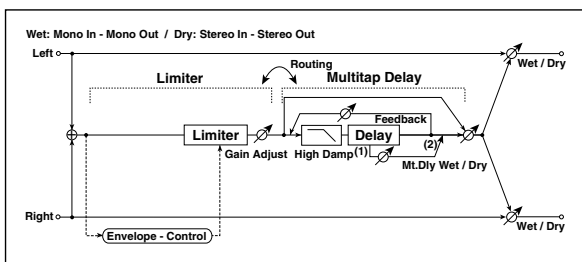 Wet: Mono In - Mono Out / Dry: Stereo In - Stereo Out
Left
Wet / Dry
Routing
Limiter
Multitap Delay
Limiter
Gain Adjust
High Damp
Delay
Feedback
(1)
(2)
Mt.Dly Wet / Dry
Right
Envelope - Control
Wet / Dry